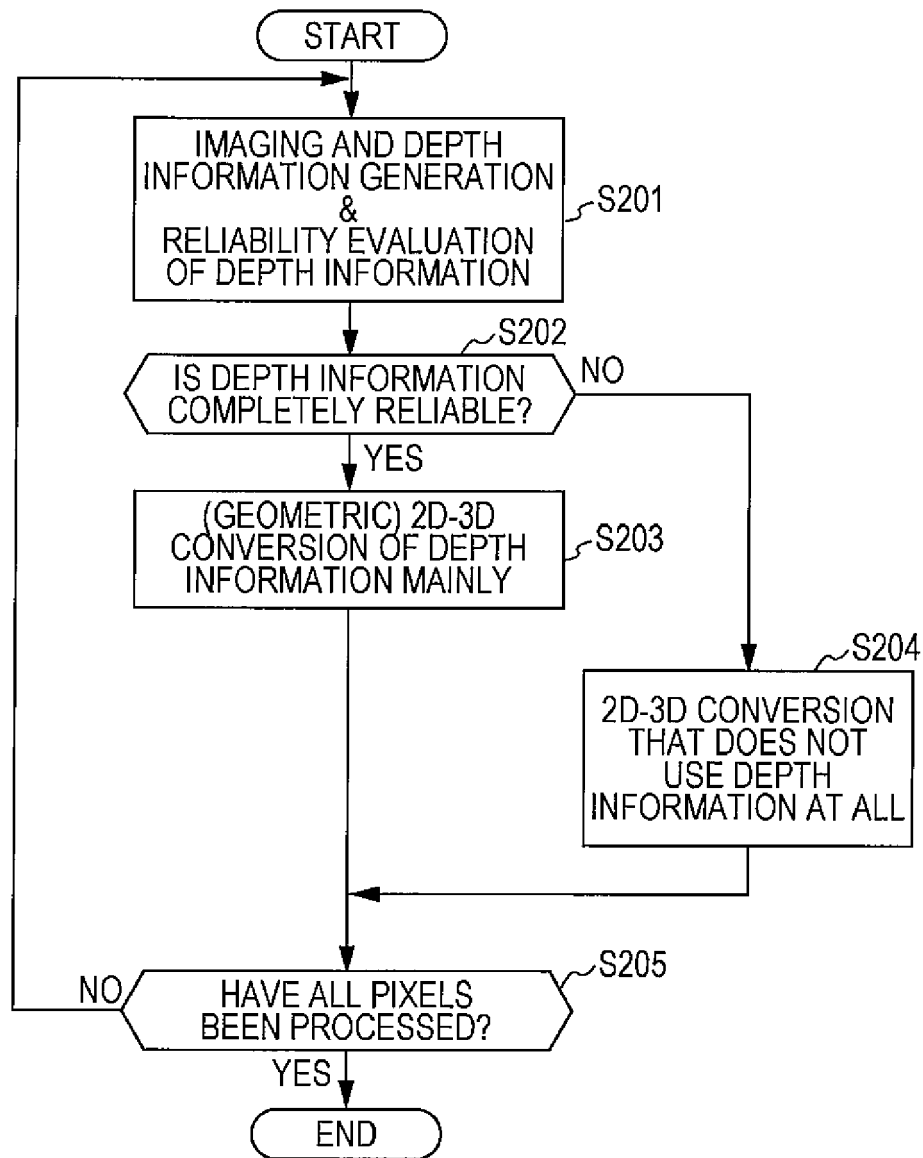 START
IMAGING AND DEPTH
INFORMATION GENERATION
&
RELIABILITY EVALUATION
OF DEPTH INFORMATION
S201
S202
IS DEPTH INFORMATION
COMPLETELY RELIABLE?
NO
YES
(GEOMETRIC) 2D-3D
CONVERSION OF DEPTH
INFORMATION MAINLY
S203
S204
2D-3D CONVERSION
THAT DOES NOT
USE DEPTH
INFORMATION AT ALL
S205
NO
HAVE ALL PIXELS
BEEN PROCESSED?
YES
END